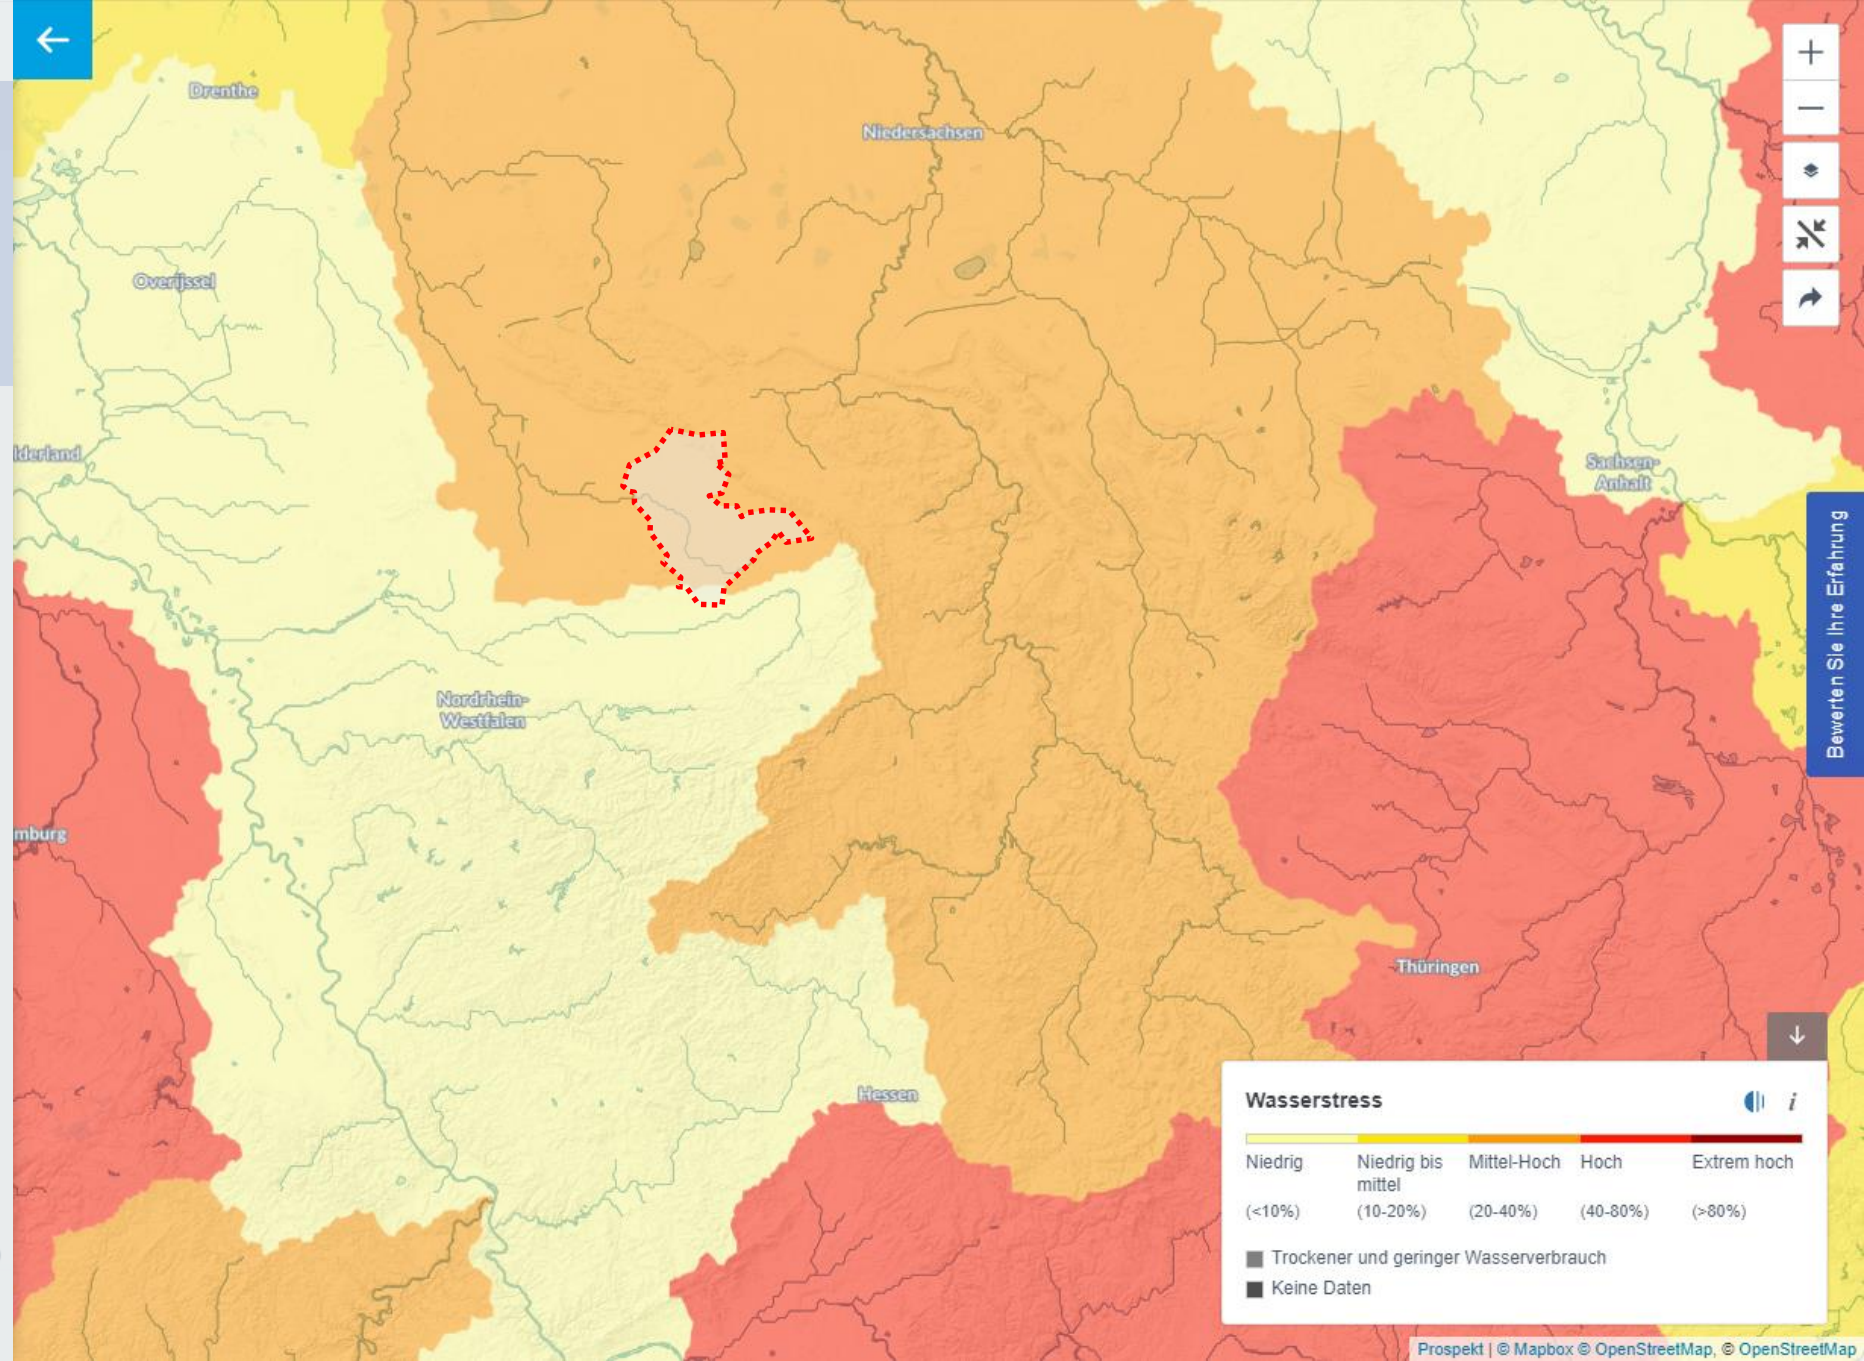 Drenthe
Niedersachsen
Overijssel
lderland
Sachsen-
Anhalt
Bewerten Sie Ihre Erfahrung
Nordrhein-
Westfalen
mburg
Thüringen
Hessen
Wasserstress
i
Niedrig
Niedrig bis
mittel
Mittel-Hoch
Hoch
Extrem hoch
(<10%)
(10-20%)
(20-40%)
(40-80%)
(>80%)
Trockener und geringer Wasserverbrauch
Keine Daten
Prospekt | © Mapbox © OpenStreetMap, © OpenStreetMap